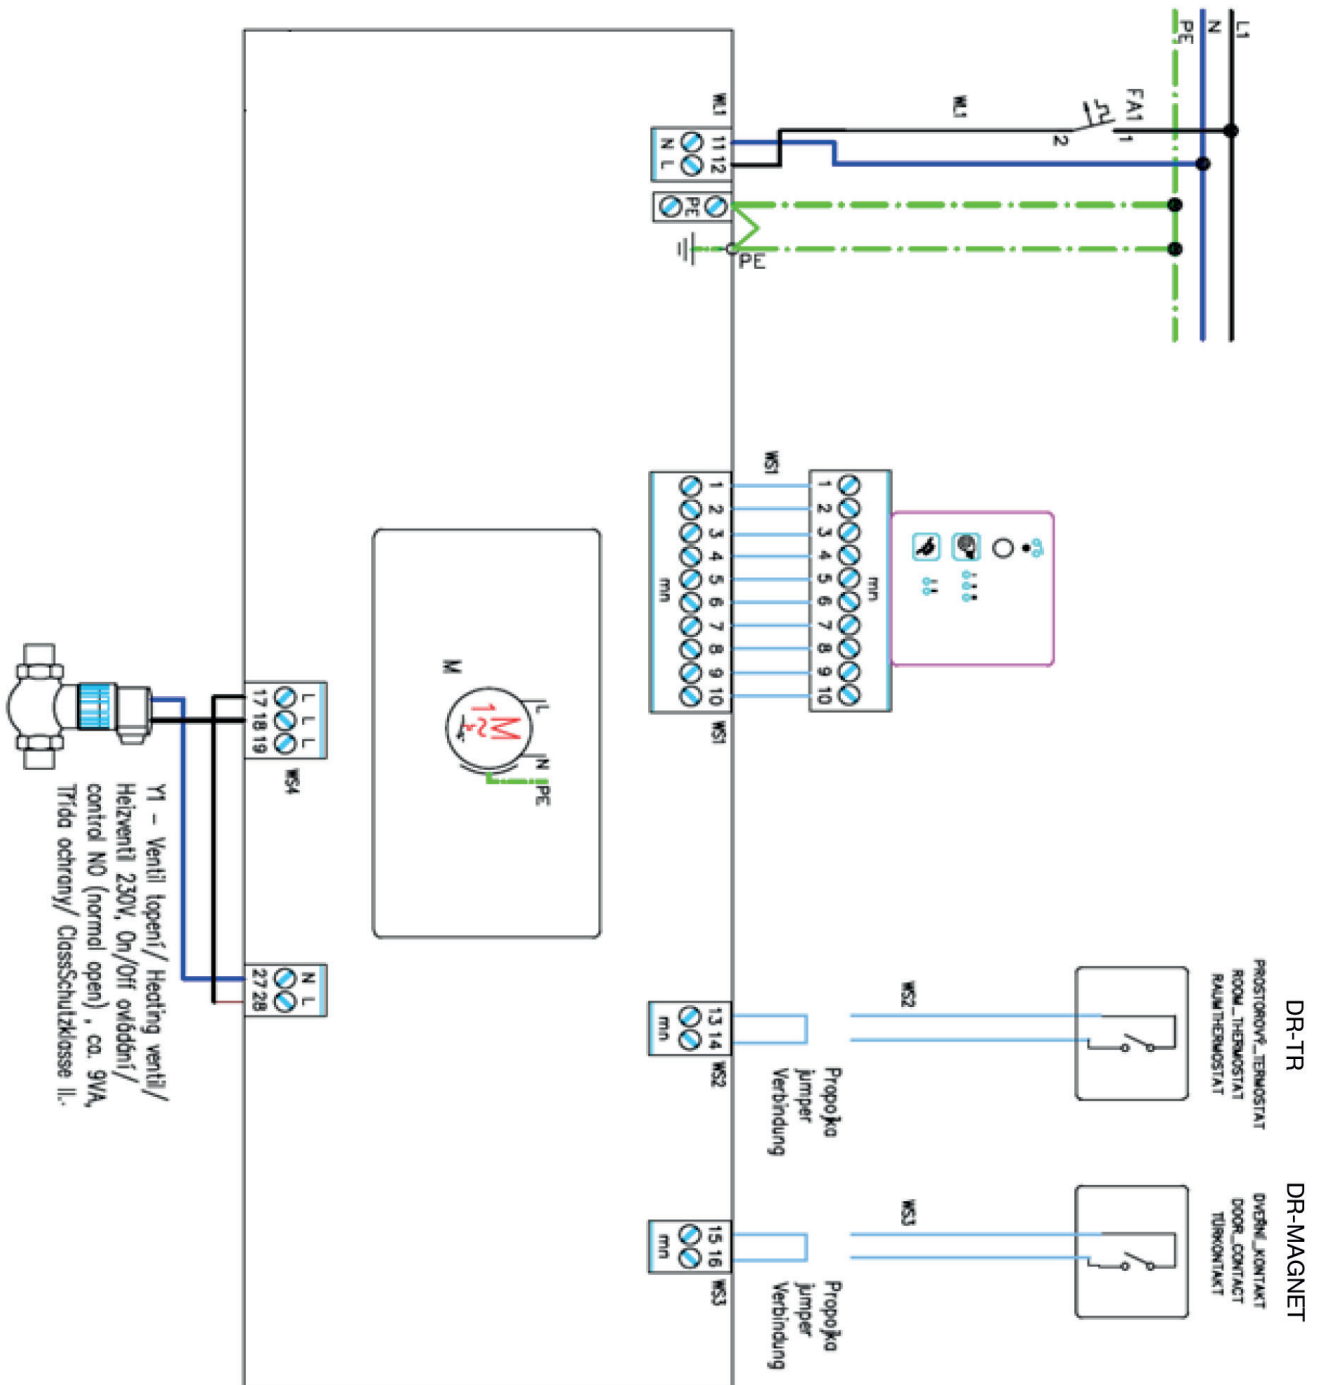 DR-TR
DR-MAGNET
L1
N
PE
PROSTOROVÝ_TERMOSTAT
ROOM_THERMOSTAT
RAUMTHERMOSTAT
DVEŘNÍ_KONTAKT
DOOR_CONTACT
TÜRKONTAKT
FA1
1
2
WL1
WS2
WS3
mn
1 2 3 4 5 6 7 8 9 10
WS1
Propojka
jumper
Verbindung
Propojka
jumper
Verbindung
PE
WL1
11 12
N L
PE
1 2 3 4 5 6 7 8 9 10
mn
WS1
13 14
mn
WS2
15 16
mn
WS3
L
N
PE
M
1~
M
L L L
17 18 19
WS4
N L
27 28
Y1 – Ventil topení/ Heating ventil/
Heizventil 230V, On/Off ovládání/
control NO (normal open) , ca. 9VA,
Třída ochrany/ ClassSchutzklasse II.